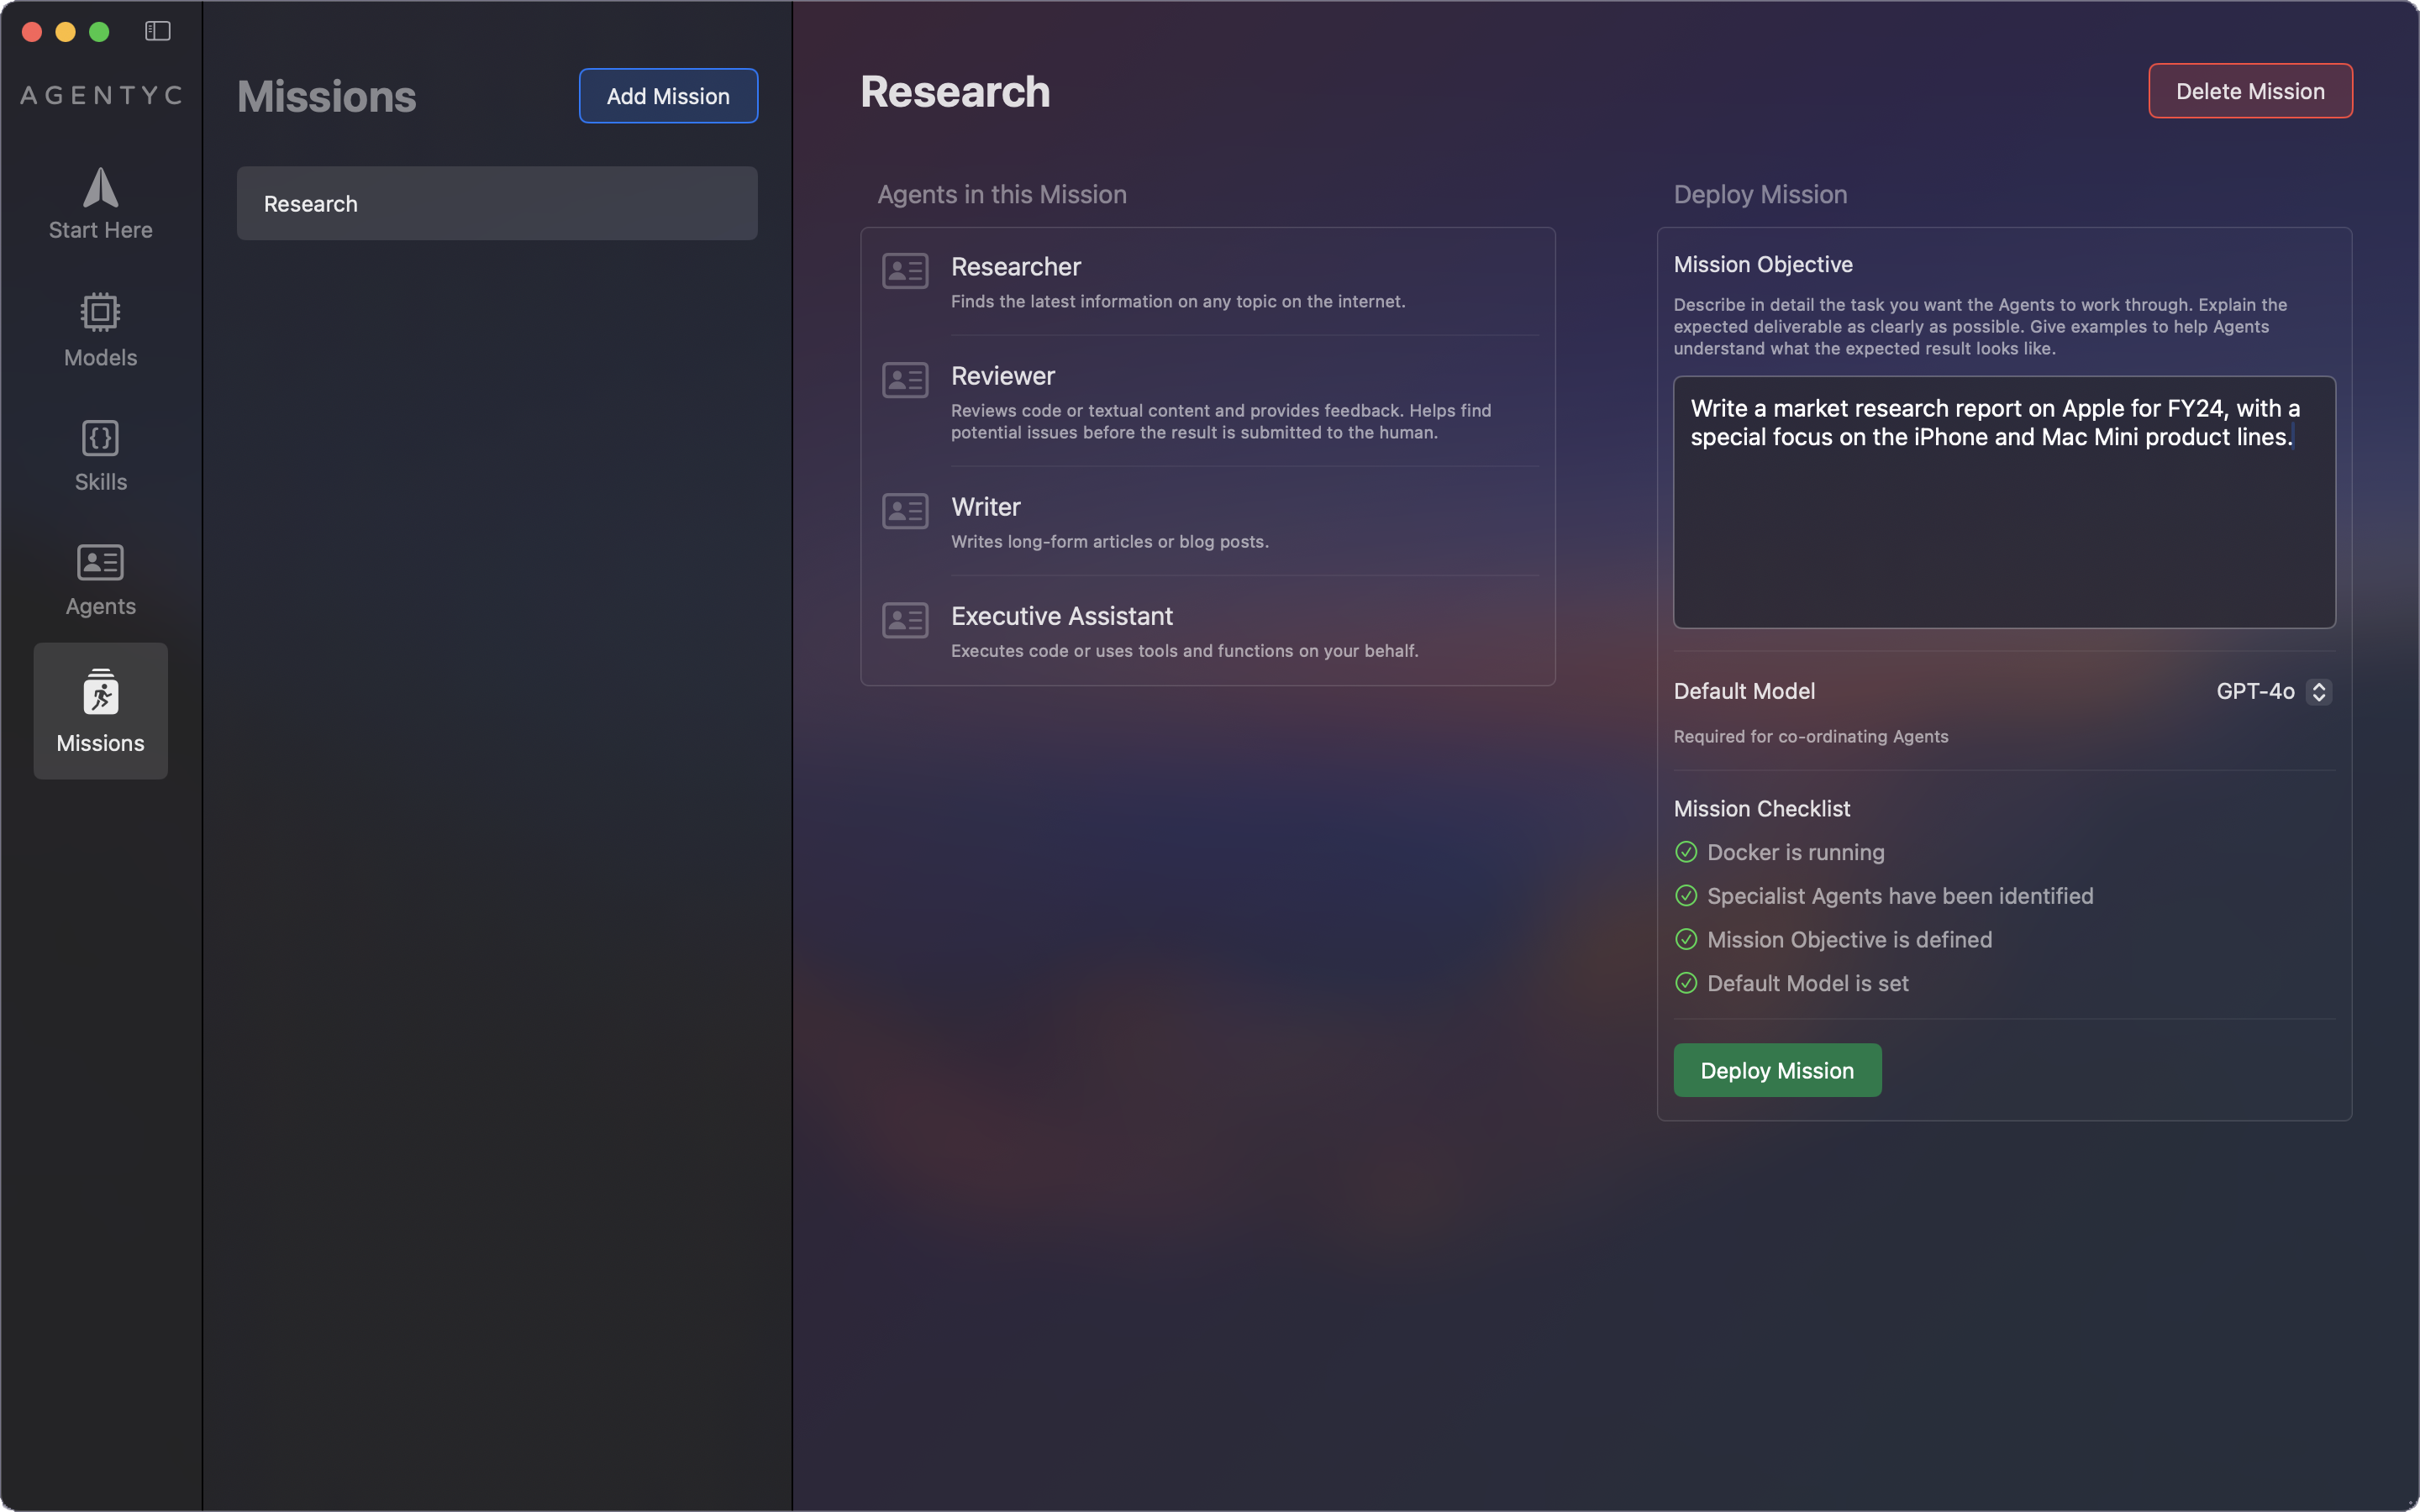 AGENTYC
Start Here
Models
Skills
Agents
Missions
Missions
Add Mission
Research
Research
Delete Mission
Agents in this Mission
Researcher
Finds the latest information on any topic on the internet.
Reviewer
Reviews code or textual content and provides feedback. Helps find
potential issues before the result is submitted to the human.
Writer
Writes long-form articles or blog posts.
Executive Assistant
Executes code or uses tools and functions on your behalf.
Deploy Mission
Mission Objective
Describe in detail the task you want the Agents to work through. Explain the
expected deliverable as clearly as possible. Give examples to help Agents
understand what the expected result looks like.
Write a market research report on Apple for FY24, with a
special focus on the iPhone and Mac Mini product lines.
Default Model
GPT-4o
Required for co-ordinating Agents
Mission Checklist
Docker is running
Specialist Agents have been identified
Mission Objective is defined
Default Model is set
Deploy Mission